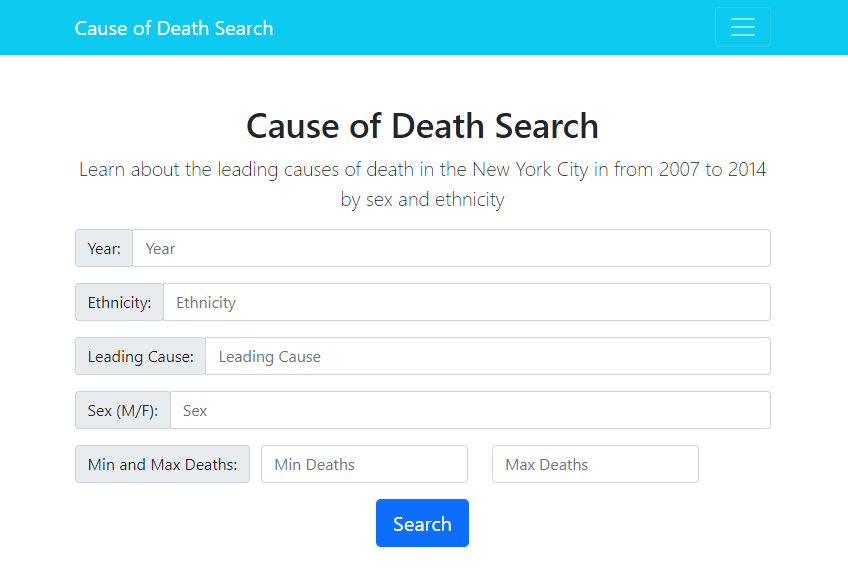 Cause of Death Search
Cause of Death Search
Learn about the leading causes of death in the New York City in from 2007 to 2014
by sex and ethnicity
Year: Year
Ethnicity: Ethnicity
Leading Cause: Leading Cause
Sex (M/F): Sex
Min and Max Deaths: Min Deaths Max Deaths
Search